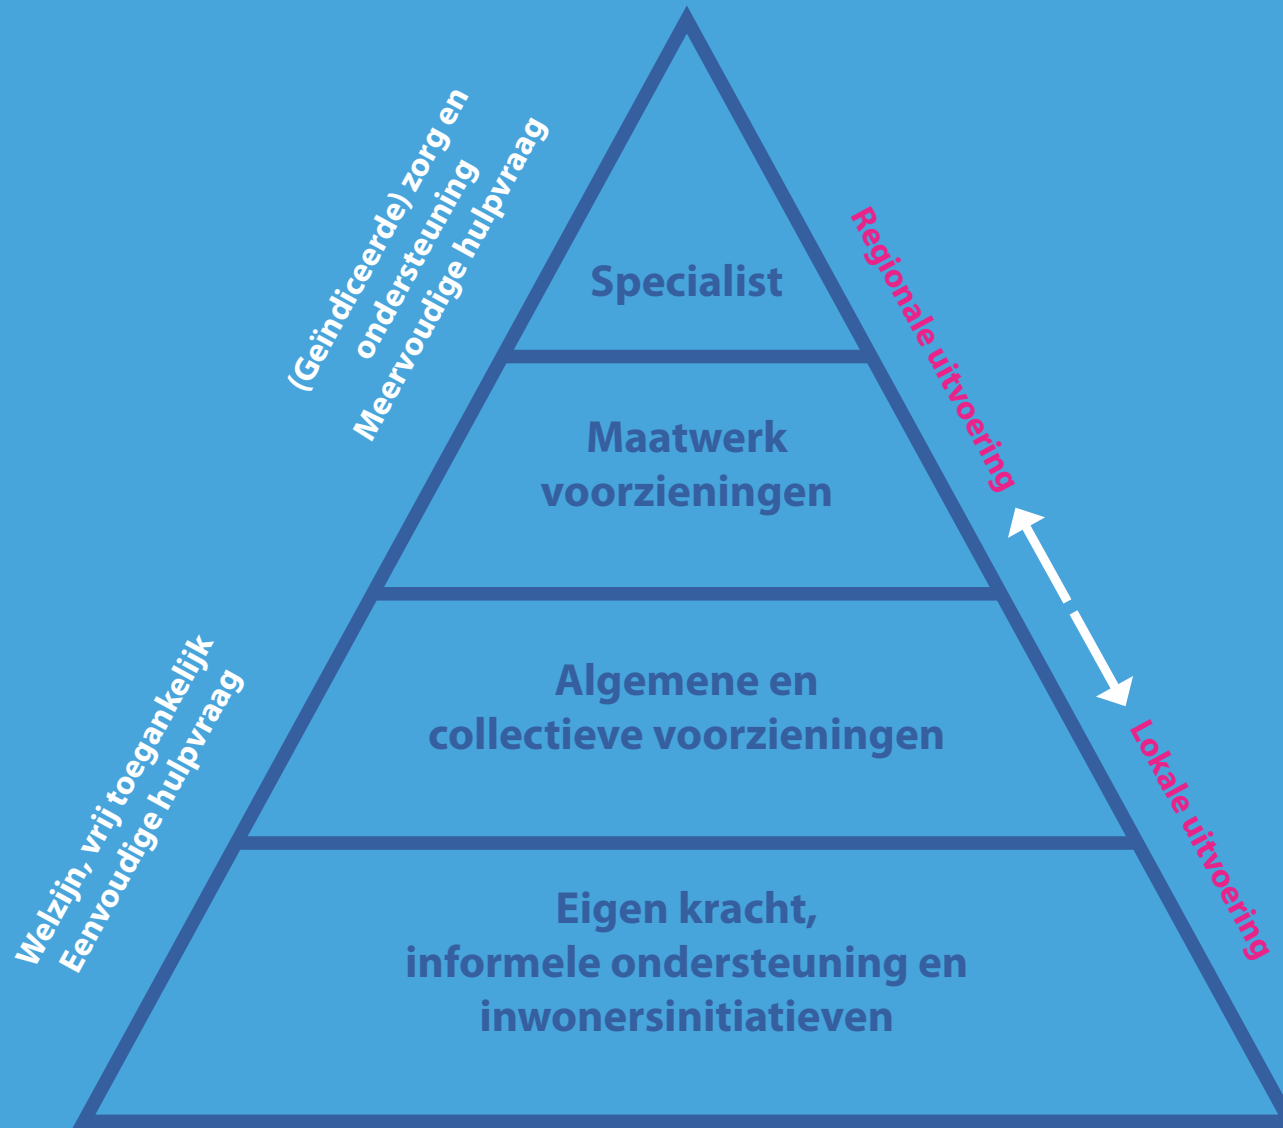 (Geïndiceerde) zorg en
ondersteuning
Meervoudige hulpvraag
Specialist
Regionale uitvoering
Maatwerk
voorzieningen
Algemene en
collectieve voorzieningen
Welzijn, vrij toegankelijk
Eenvoudige hulpvraag
Lokale uitvoering
Eigen kracht,
informele ondersteuning en
inwonersinitiatieven